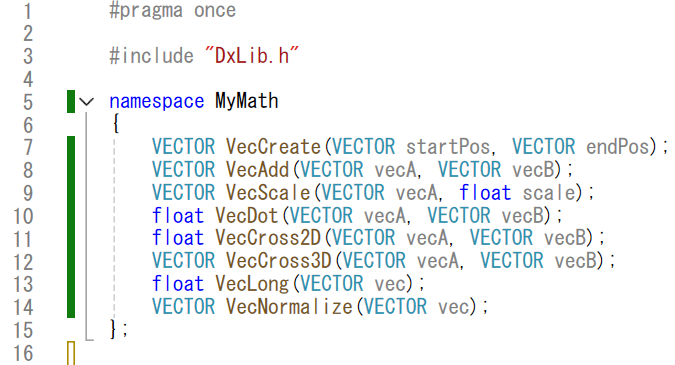 1 #pragma once
2
3 #include "DxLib.h"
4
5 namespace MyMath
6 {
7 VECTOR VecCreate(VECTOR startPos, VECTOR endPos);
8 VECTOR VecAdd(VECTOR vecA, VECTOR vecB);
9 VECTOR VecScale(VECTOR vecA, float scale);
10 float VecDot(VECTOR vecA, VECTOR vecB);
11 float VecCross2D(VECTOR vecA, VECTOR vecB);
12 VECTOR VecCross3D(VECTOR vecA, VECTOR vecB);
13 float VecLong(VECTOR vec);
14 VECTOR VecNormalize(VECTOR vec);
15 };
16